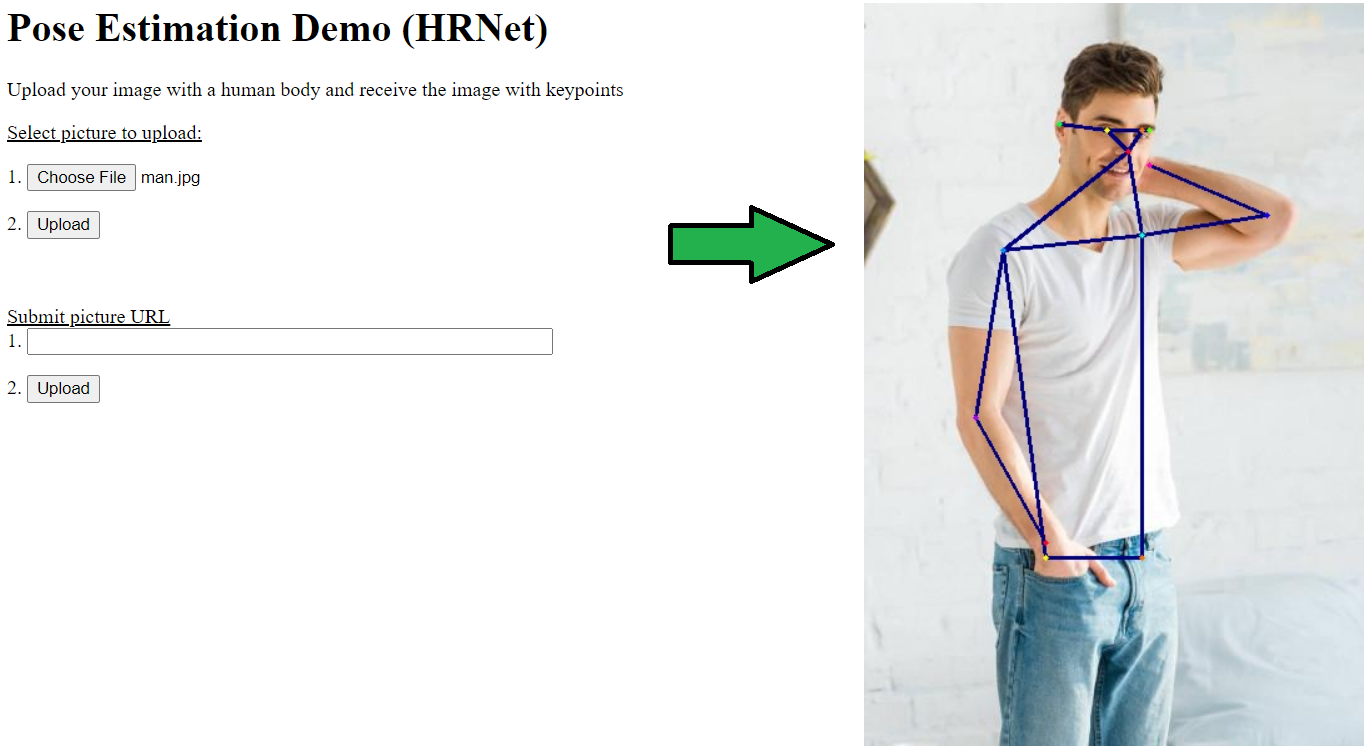 Pose Estimation Demo (HRNet)
Upload your image with a human body and receive the image with keypoints
Select picture to upload:
1. Choose File man.jpg
2. Upload
Submit picture URL
1.
2. Upload